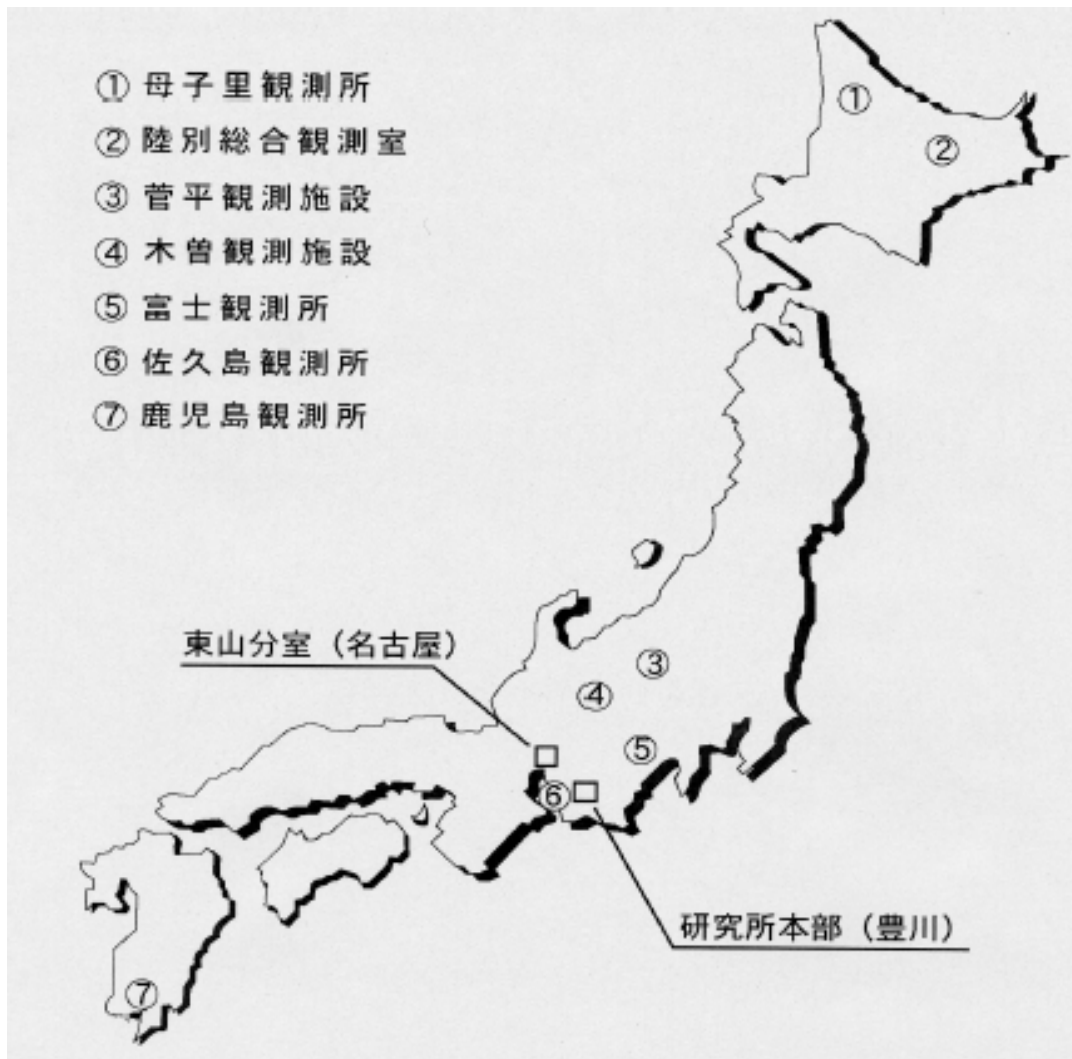 ① 母子里観測所
② 陸別総合観測室
③ 菅平観測施設
④ 木曽観測施設
⑤ 富士観測所
⑥ 佐久島観測所
⑦ 鹿児島観測所
①
②
東山分室（名古屋）
③
④
⑤
⑥
研究所本部（豊川）
⑦